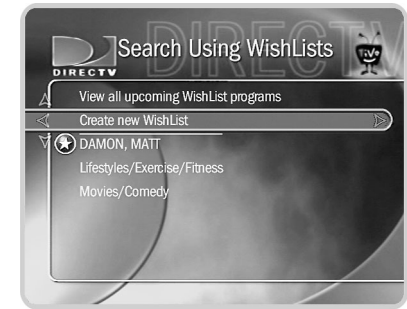 DIRECTV
Search Using WishLists
TiVo
DIRECTV
View all upcoming WishList programs
Create new WishList
DAMON, MATT
Lifestyles/Exercise/Fitness
Movies/Comedy